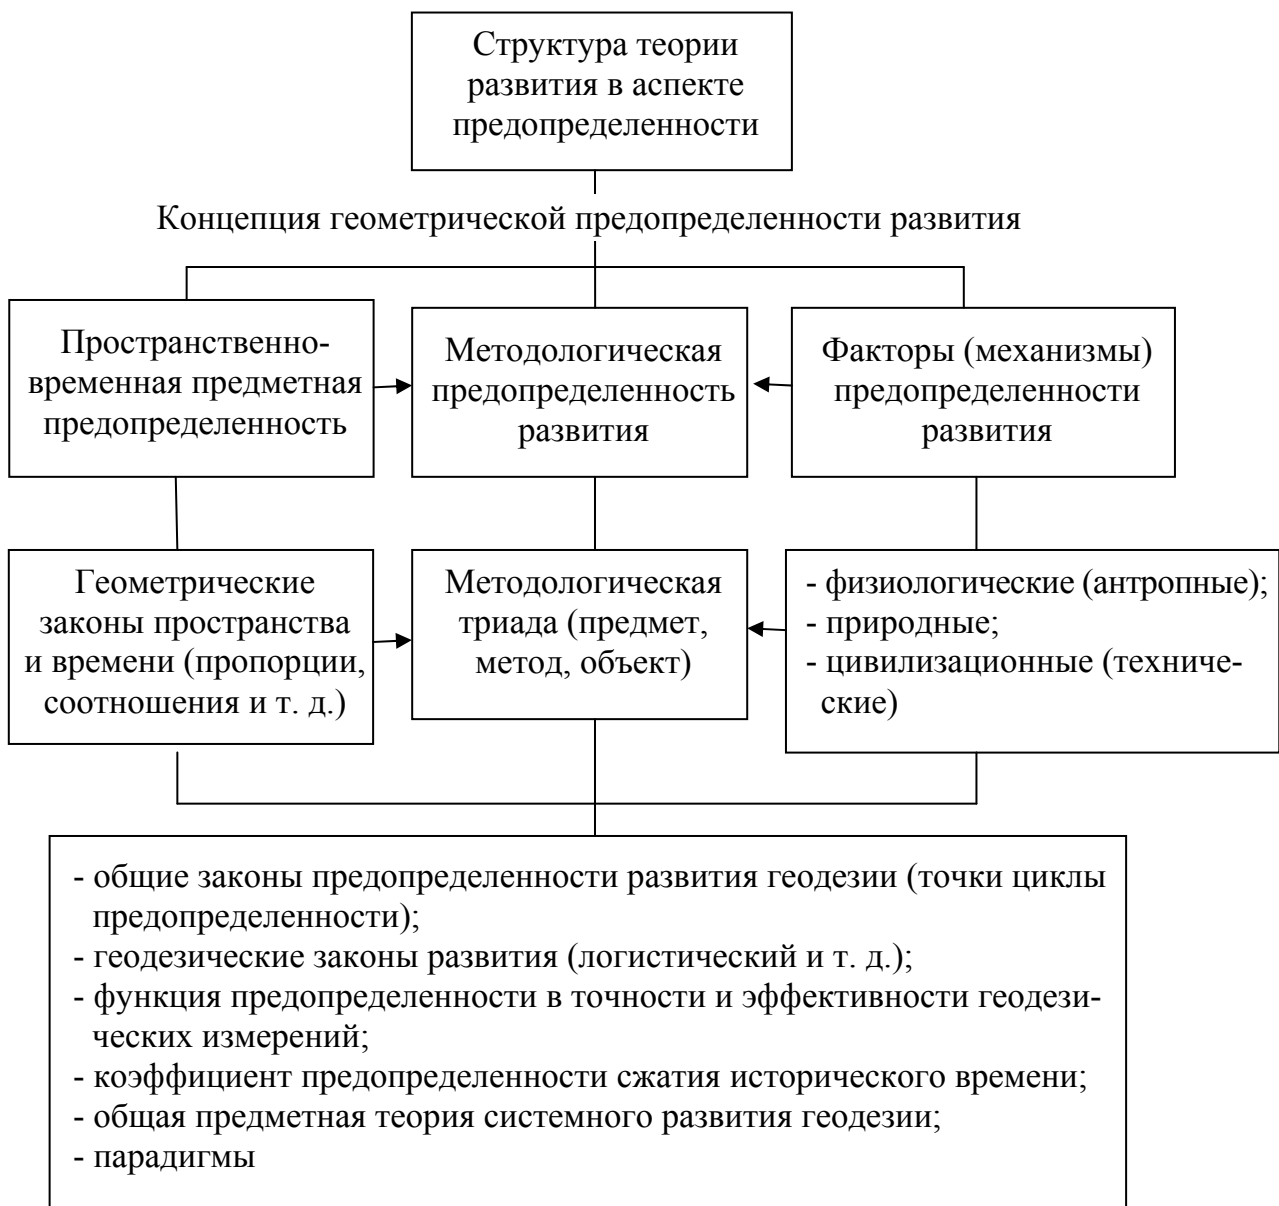 Структура теории
развития в аспекте
предопределенности
Концепция геометрической предопределенности развития
Пространственно-
временная предметная
предопределенность
Методологическая
предопределенность
развития
Факторы (механизмы)
предопределенности
развития
Геометрические
законы пространства
и времени (пропорции,
соотношения и т. д.)
Методологическая
триада (предмет,
метод, объект)
- физиологические (антропные);
- природные;
- цивилизационные (техниче-
ские)
- общие законы предопределенности развития геодезии (точки циклы
предопределенности);
- геодезические законы развития (логистический и т. д.);
- функция предопределенности в точности и эффективности геодези-
ческих измерений;
- коэффициент предопределенности сжатия исторического времени;
- общая предметная теория системного развития геодезии;
- парадигмы